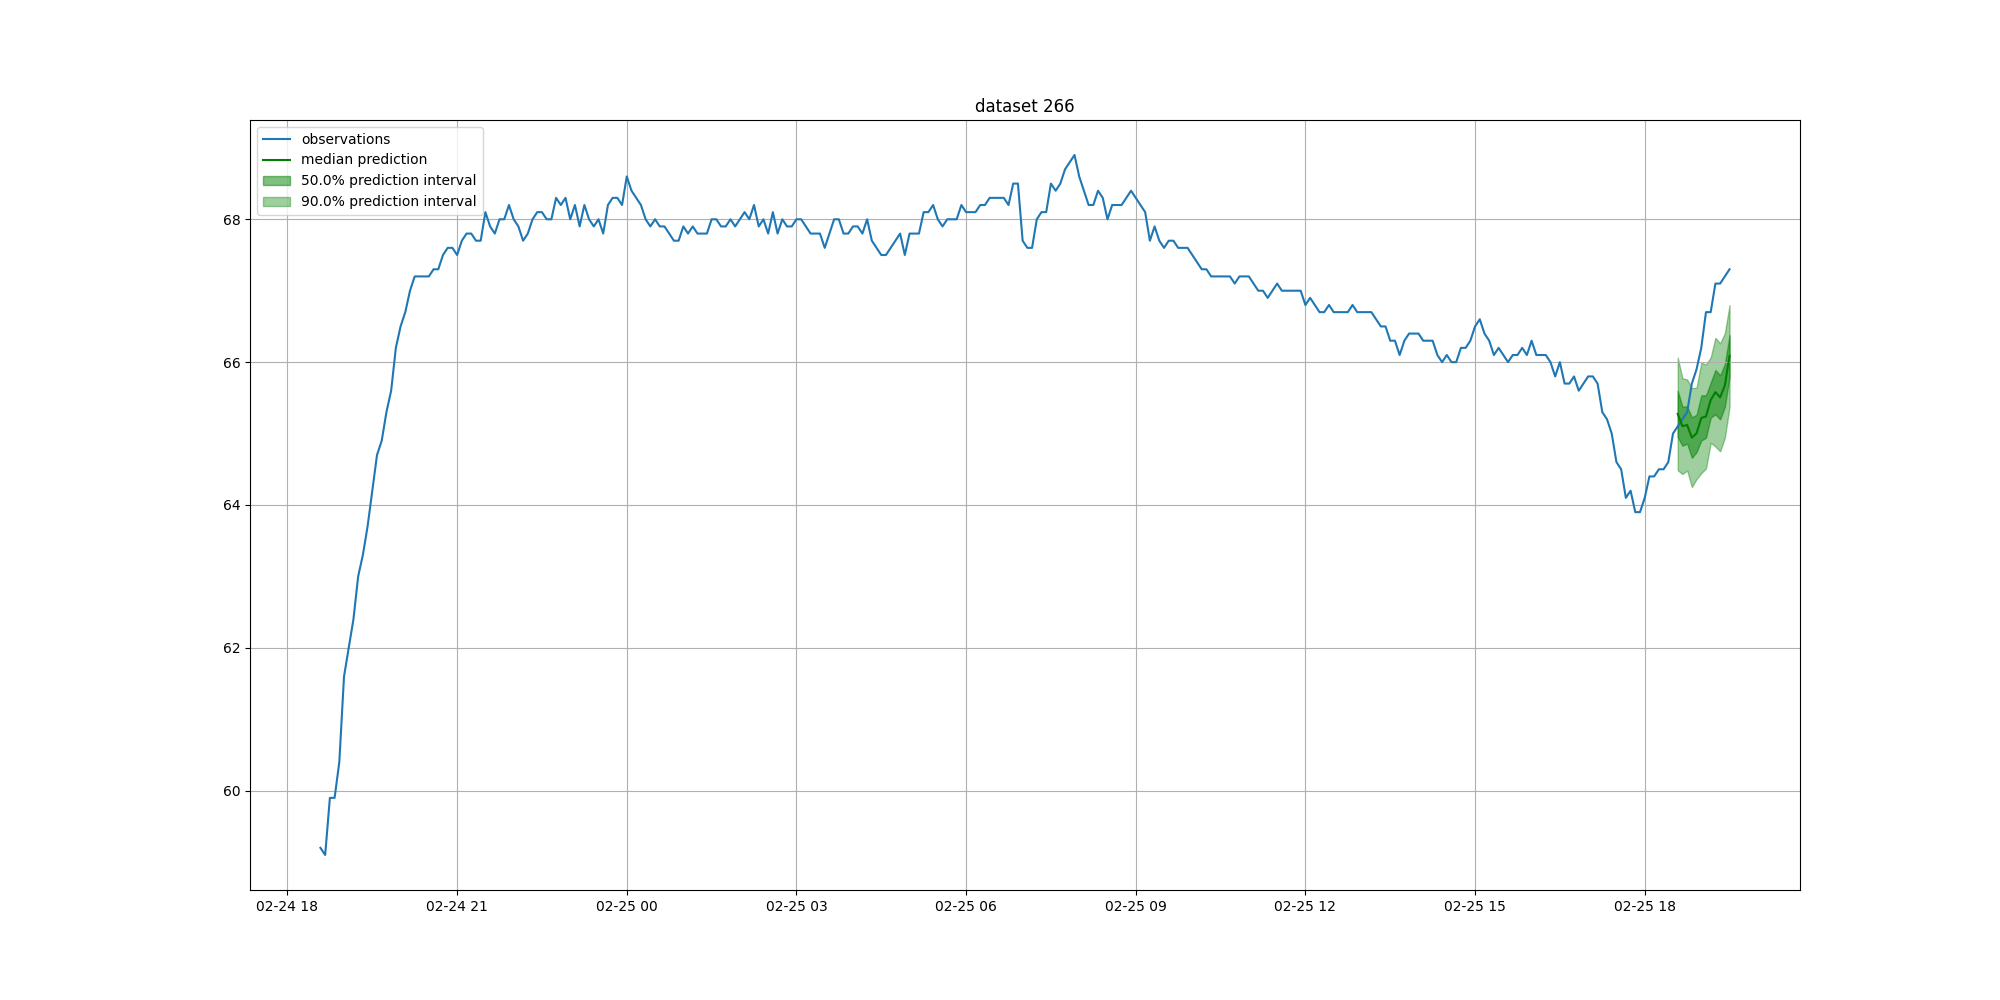 dataset 266
observations
median prediction
50.0% prediction interval
90.0% prediction interval
68
66
64
62
60
02-24 18
02-24 21
02-25 00
02-25 03
02-25 06
02-25 09
02-25 12
02-25 15
02-25 18